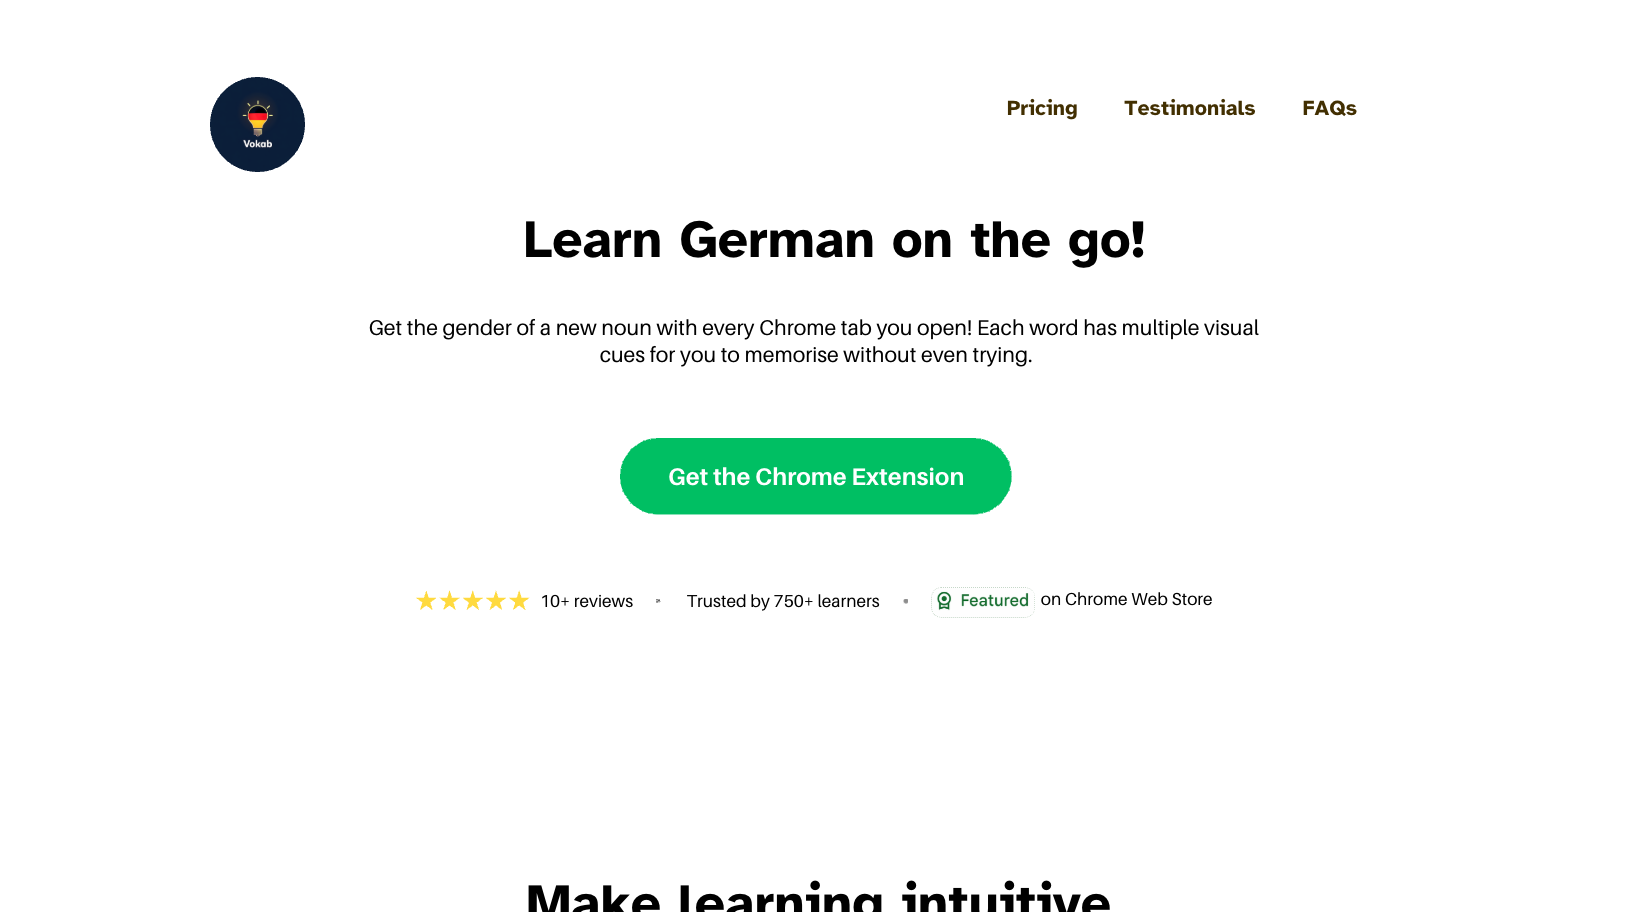 Vokab
Pricing Testimonials FAQs
Learn German on the go!
Get the gender of a new noun with every Chrome tab you open! Each word has multiple visual
cues for you to memorise without even trying.
Get the Chrome Extension
10+ reviews Trusted by 750+ learners Featured on Chrome Web Store
Make learning intuitive